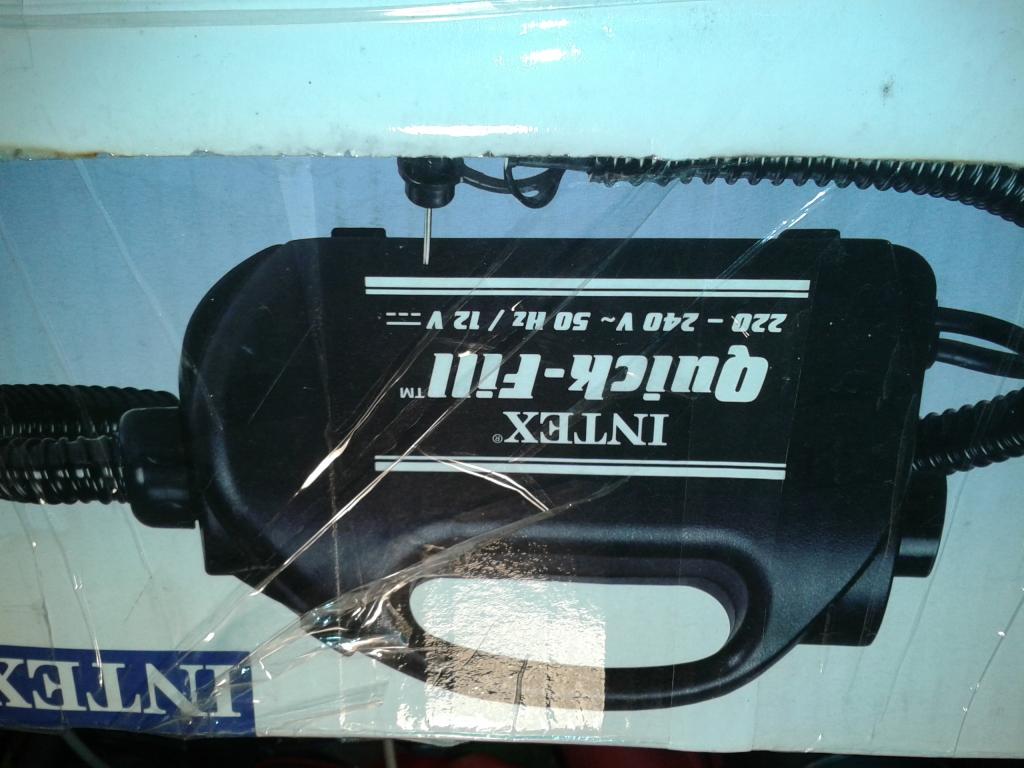 INTEX®
Quick-Fill™
220 – 240 V ~ 50 Hz / 12 V ⎓
INTEX